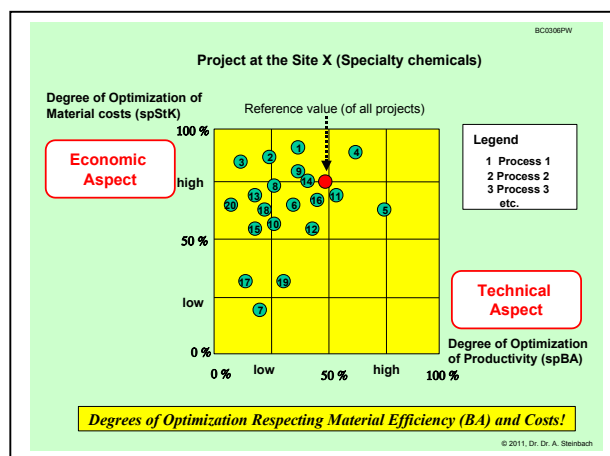 BC0306PW
Project at the Site X (Specialty chemicals)
Degree of Optimization of
Material costs (spStK)
Reference value (of all projects)
Economic
Aspect
100 %
high
50 %
low
0 %
1
2
3
4
9
14
8
13
20
18
6
16
11
5
15
10
12
17
19
7
Legend
1 Process 1
2 Process 2
3 Process 3
etc.
Technical
Aspect
Degree of Optimization
of Productivity (spBA)
0 %
low
50 %
high
100 %
Degrees of Optimization Respecting Material Efficiency (BA) and Costs!
© 2011, Dr. Dr. A. Steinbach